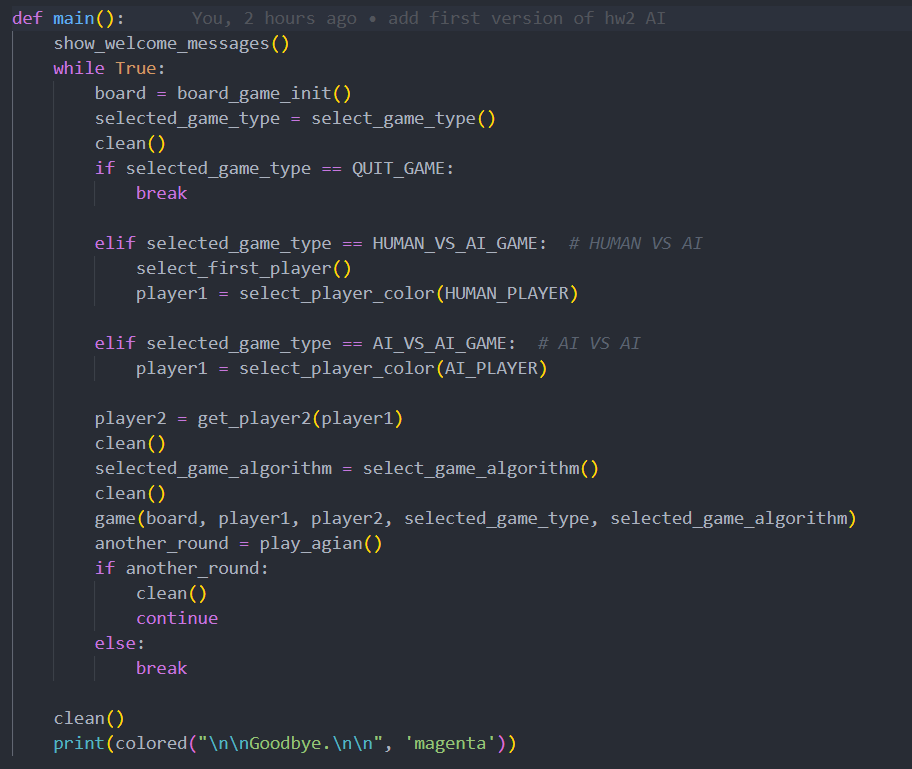 def main():        You, 2 hours ago • add first version of hw2 AI
    show_welcome_messages()
    while True:
        board = board_game_init()
        selected_game_type = select_game_type()
        clean()
        if selected_game_type == QUIT_GAME:
            break

        elif selected_game_type == HUMAN_VS_AI_GAME:  # HUMAN VS AI
            select_first_player()
            player1 = select_player_color(HUMAN_PLAYER)

        elif selected_game_type == AI_VS_AI_GAME:  # AI VS AI
            player1 = select_player_color(AI_PLAYER)

        player2 = get_player2(player1)
        clean()
        selected_game_algorithm = select_game_algorithm()
        clean()
        game(board, player1, player2, selected_game_type, selected_game_algorithm)
        another_round = play_agian()
        if another_round:
            clean()
            continue
        else:
            break

    clean()
    print(colored("\n\nGoodbye.\n\n", 'magenta'))